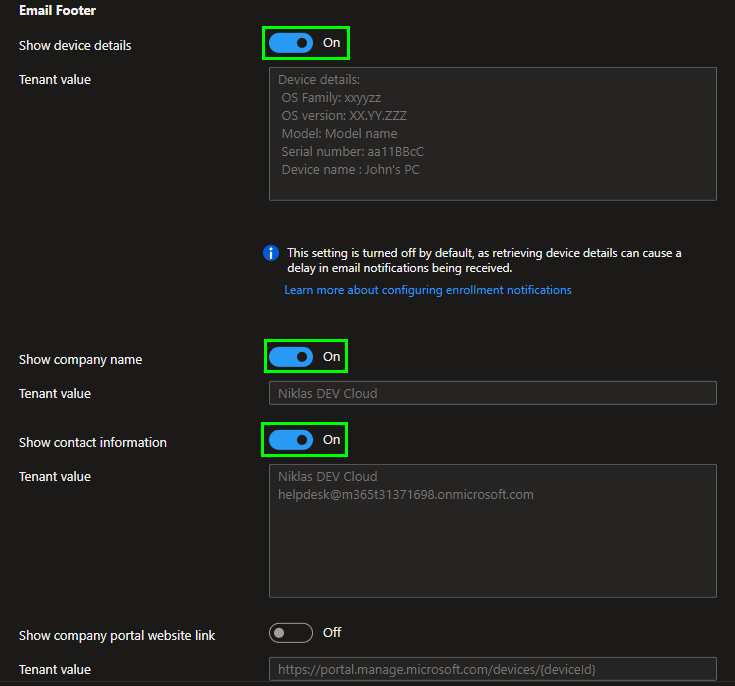 Email Footer
Show device details
On
Tenant value
Device details:
OS Family: xxyyzz
OS version: XX.YY.ZZZ
Model: Model name
Serial number: aa11BBcC
Device name : John's PC
This setting is turned off by default, as retrieving device details can cause a
delay in email notifications being received.
Learn more about configuring enrollment notifications
Show company name
On
Tenant value
Niklas DEV Cloud
Show contact information
On
Tenant value
Niklas DEV Cloud
helpdesk@m365t31371698.onmicrosoft.com
Show company portal website link
Off
Tenant value
https://portal.manage.microsoft.com/devices/{deviceId}